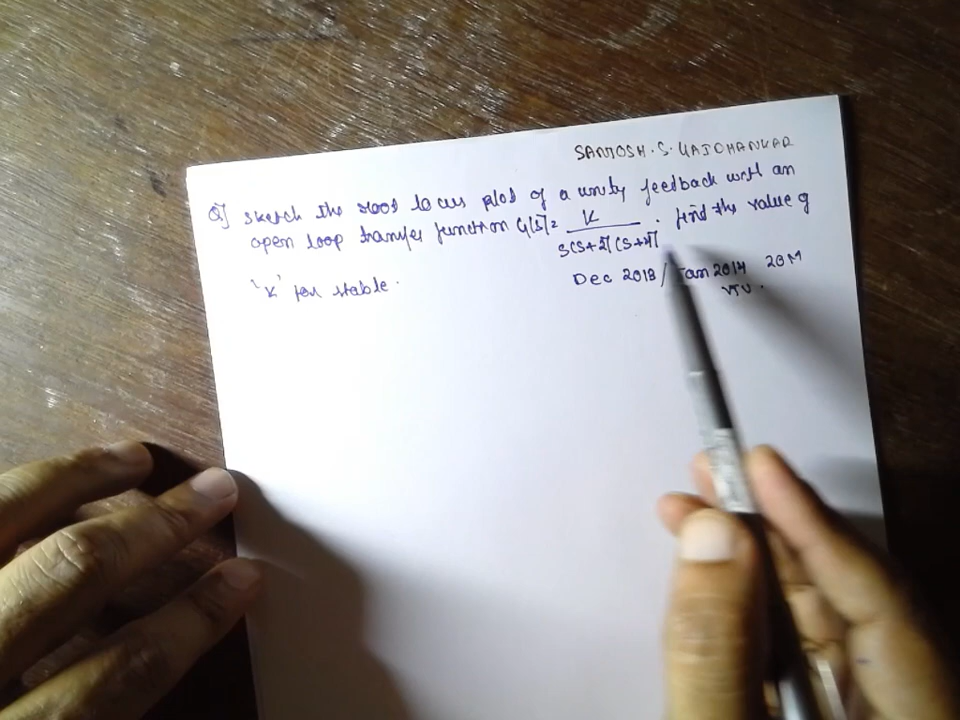 SANTOSH.S.GAJDHANKAR
Q] Sketch the root locus plot of a unity feedback with an
open loop transfer function G(s)= K / s(s+2)(s+4) . find the value of
'K' for stable.
Dec 2013/Jan 2014 20M
VTU.